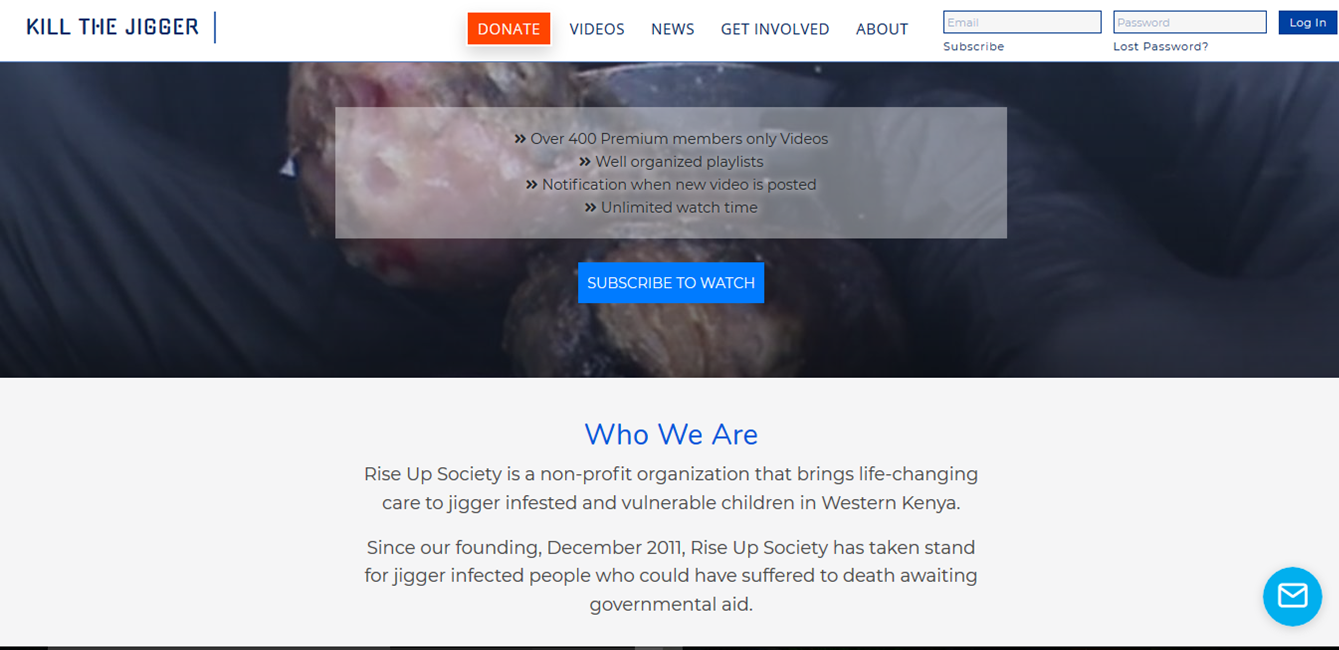 KILL THE JIGGER
DONATE VIDEOS NEWS GET INVOLVED ABOUT
Email Password Log In
Subscribe Lost Password?
» Over 400 Premium members only Videos
» Well organized playlists
» Notification when new video is posted
» Unlimited watch time
SUBSCRIBE TO WATCH
Who We Are
Rise Up Society is a non-profit organization that brings life-changing
care to jigger infested and vulnerable children in Western Kenya.
Since our founding, December 2011, Rise Up Society has taken stand
for jigger infected people who could have suffered to death awaiting
governmental aid.